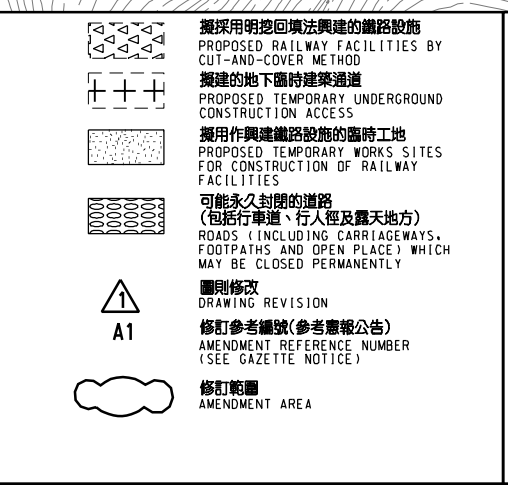 擬採用明挖回填法興建的鐵路設施
PROPOSED RAILWAY FACILITIES BY
CUT-AND-COVER METHOD
擬建的地下臨時建築通道
PROPOSED TEMPORARY UNDERGROUND
CONSTRUCTION ACCESS
擬用作興建鐵路設施的臨時工地
PROPOSED TEMPORARY WORKS SITES
FOR CONSTRUCTION OF RAILWAY
FACILITIES
可能永久封閉的道路
(包括行車道、行人徑及露天地方)
ROADS (INCLUDING CARRIAGEWAYS,
FOOTPATHS AND OPEN PLACE) WHICH
MAY BE CLOSED PERMANENTLY
1
圖則修改
DRAWING REVISION
A1
修訂參考編號(參考憲報公告)
AMENDMENT REFERENCE NUMBER
(SEE GAZETTE NOTICE)
修訂範圍
AMENDMENT AREA